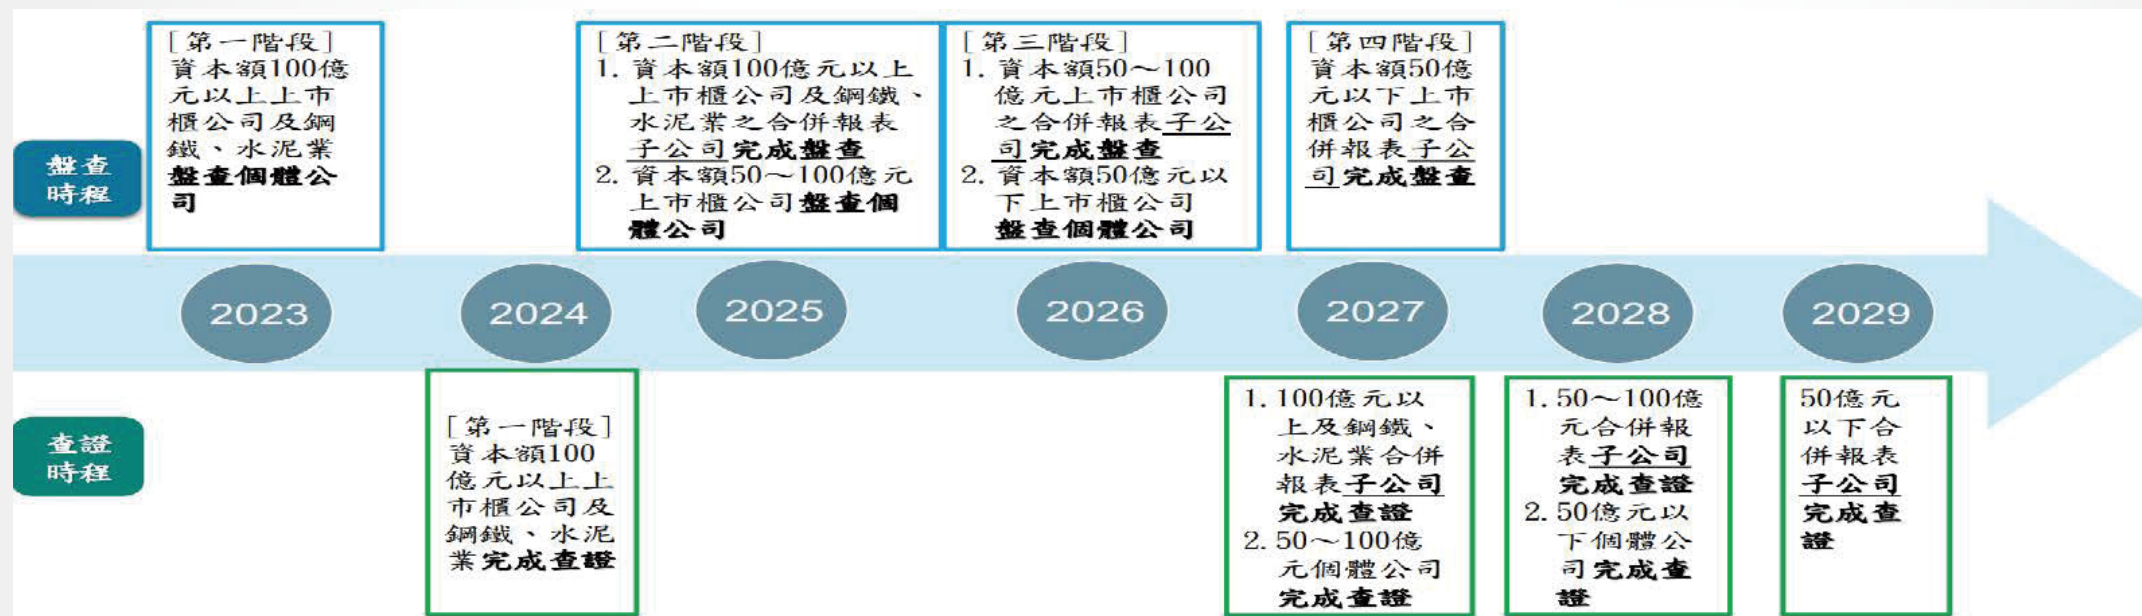 [第一階段]
資本額100億
元以上上市
櫃公司及鋼
鐵、水泥業
盤查個體公
司
[第二階段]
1. 資本額100億元以上
上市櫃公司及鋼鐵、
水泥業之合併報表
子公司完成盤查
2. 資本額50~100億元
上市櫃公司盤查個
體公司
[第三階段]
1. 資本額50~100
億元上市櫃公司
之合併報表子公
司完成盤查
2. 資本額50億元以
下上市櫃公司
盤查個體公司
[第四階段]
資本額50億
元以下上市
櫃公司之合
併報表子公
司完成盤查
盤查
時程
2023
2024
2025
2026
2027
2028
2029
查證
時程
[第一階段]
資本額100
億元以上上
市櫃公司及
鋼鐵、水泥
業完成查證
1. 100億元以
上及鋼鐵、
水泥業合併
報表子公司
完成查證
2. 50~100億
元個體公司
完成查證
1. 50~100億
元合併報
表子公司
完成查證
2. 50億元以
下個體公
司完成查
證
50億元
以下合
併報表
子公司
完成查
證